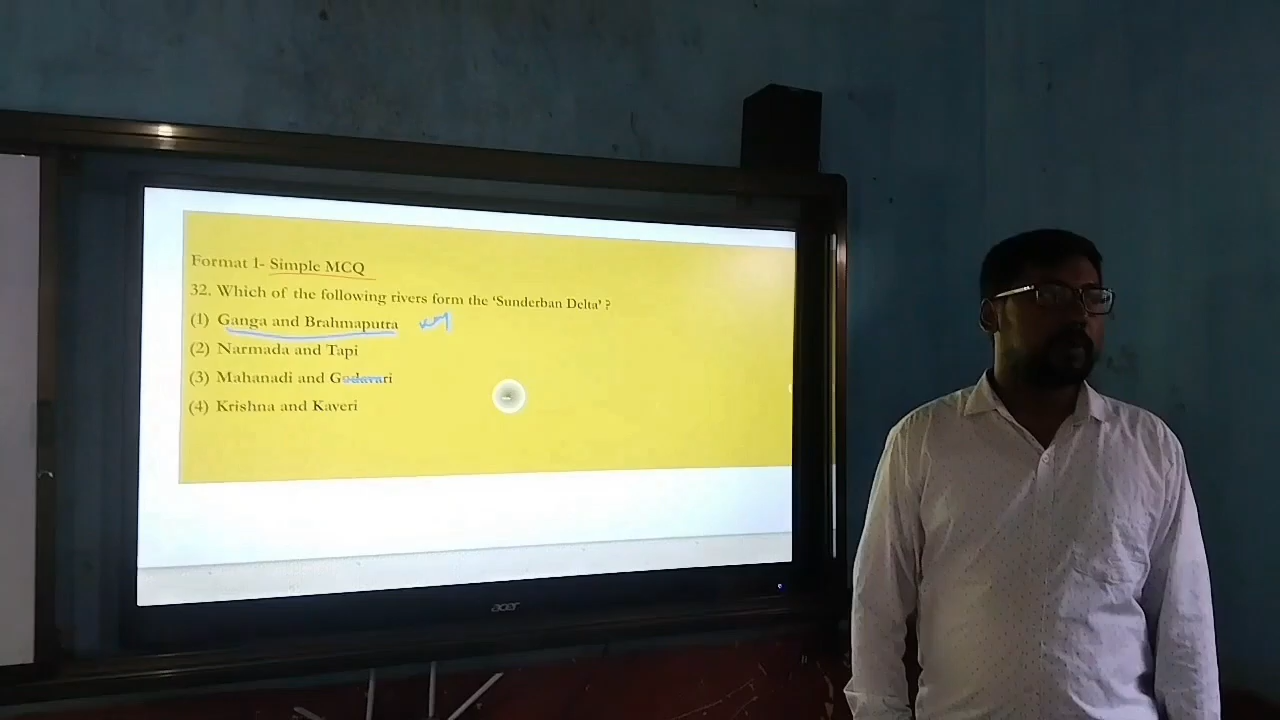 Format 1- Simple MCQ
32. Which of the following rivers form the ‘Sunderban Delta’ ?
(1) Ganga and Brahmaputra
(2) Narmada and Tapi
(3) Mahanadi and Godavari
(4) Krishna and Kaveri
acer